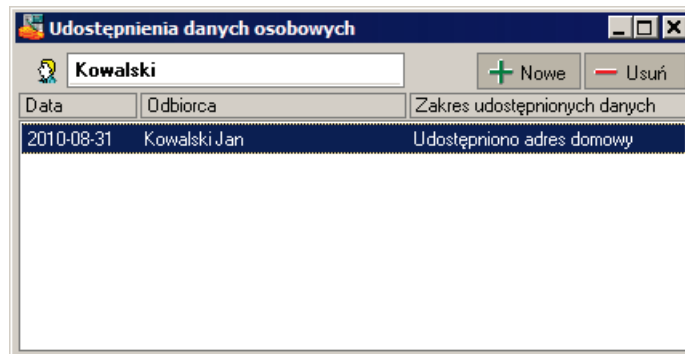 Udostępnienia danych osobowych
Kowalski
Nowe
Usuń
Data
Odbiorca
Zakres udostępnionych danych
2010-08-31 Kowalski Jan Udostępniono adres domowy